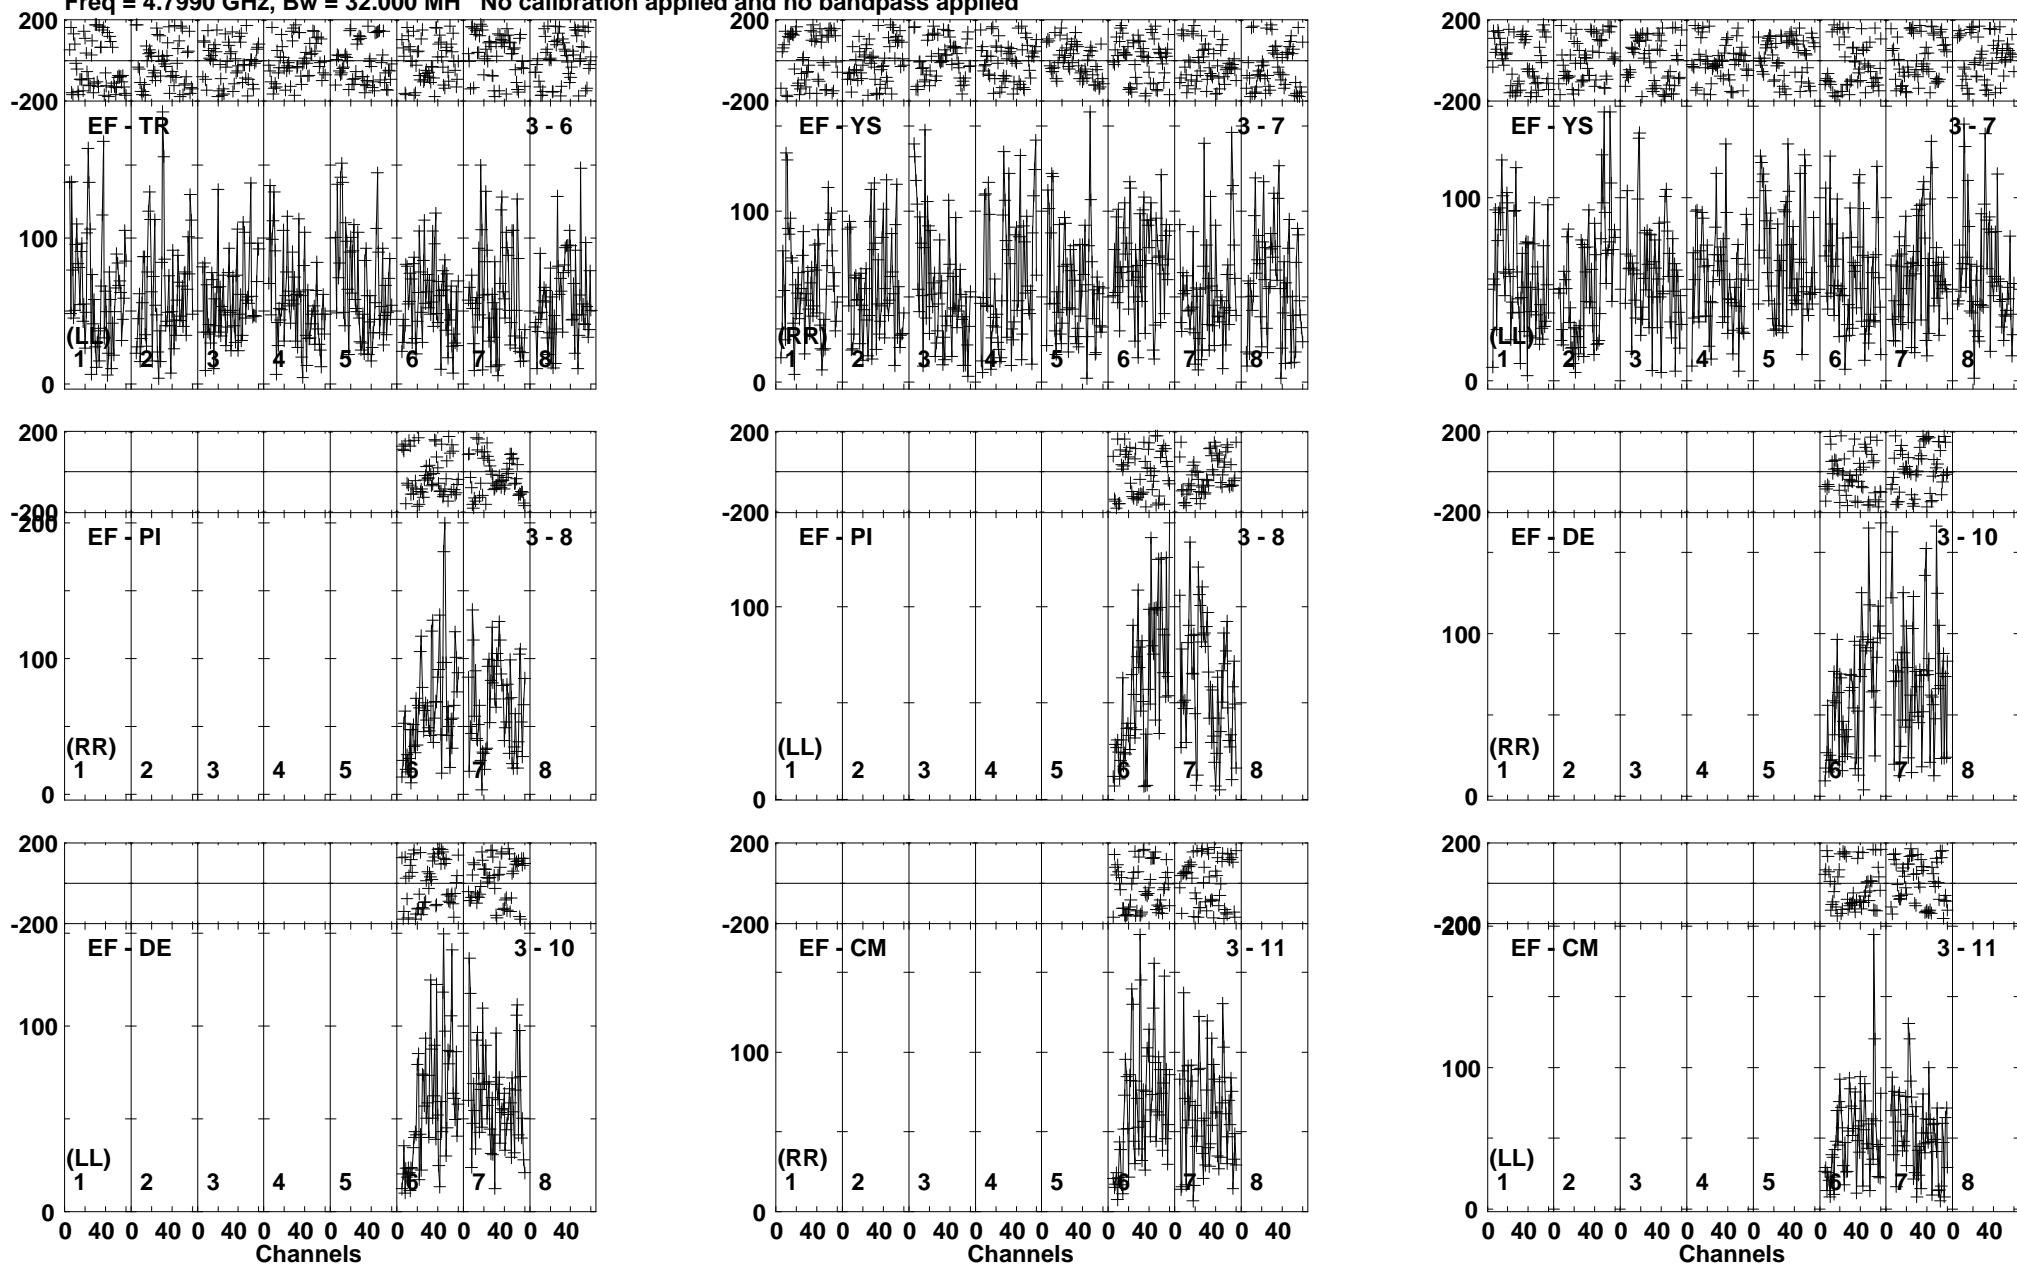 Freq = 4.7990 GHz, Bw = 32.000 MH No calibration applied and no bandpass applied
200 200 200
-200 -200 -200
EF - TR 3 - 6 EF - YS 3 - 7 EF - YS 3 - 7
100 100 100
(LL) (RR) (LL)
1 2 3 4 5 6 7 8 1 2 3 4 5 6 7 8 1 2 3 4 5 6 7 8
0 0 0
200 200 200
-200 -200 -200
200
EF - PI 3 - 8 EF - PI 3 - 8 EF - DE 3 - 10
100 100 100
(RR) (LL) (RR)
1 2 3 4 5 6 7 8 1 2 3 4 5 6 7 8 1 2 3 4 5 6 7 8
0 0 0
200 200 200
-200 -200 -200
200
EF - DE 3 - 10 EF - CM 3 - 11 EF - CM 3 - 11
100 100 100
(LL) (RR) (LL)
1 2 3 4 5 6 7 8 1 2 3 4 5 6 7 8 1 2 3 4 5 6 7 8
0 0 0
0 40 0 40 0 40 0 40 0 40 0 40 0 40 0 40 0 40 0 40 0 40 0 40 0 40 0 40 0 40 0 40 0 40 0 40 0 40 0 40 0 40 0 40 0 40 0 40
Channels Channels Channels